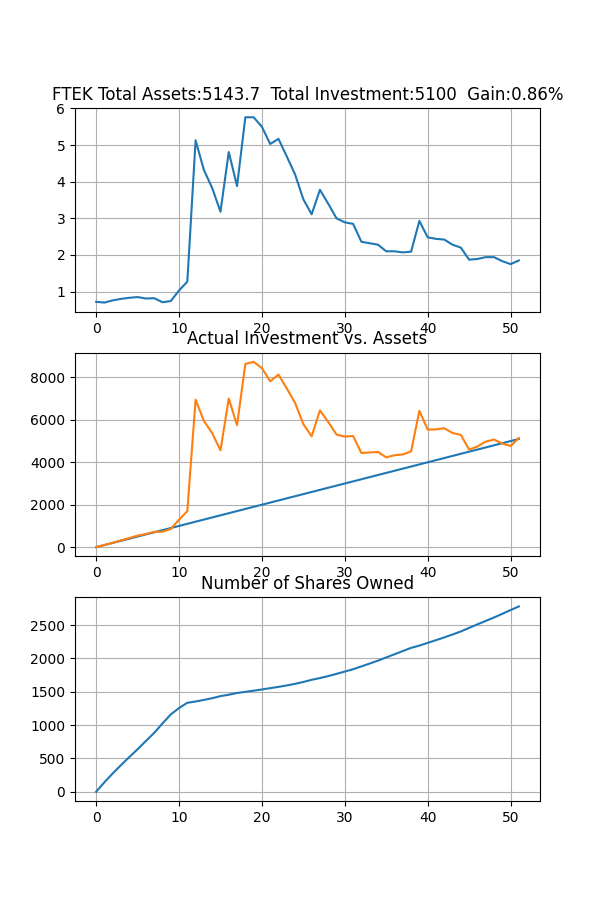 FTEK Total Assets:5143.7  Total Investment:5100  Gain:0.86%
6
5
4
3
2
1
0 10 20 30 40 50
Actual Investment vs. Assets
8000
6000
4000
2000
0
0 10 20 30 40 50
Number of Shares Owned
2500
2000
1500
1000
500
0
0 10 20 30 40 50